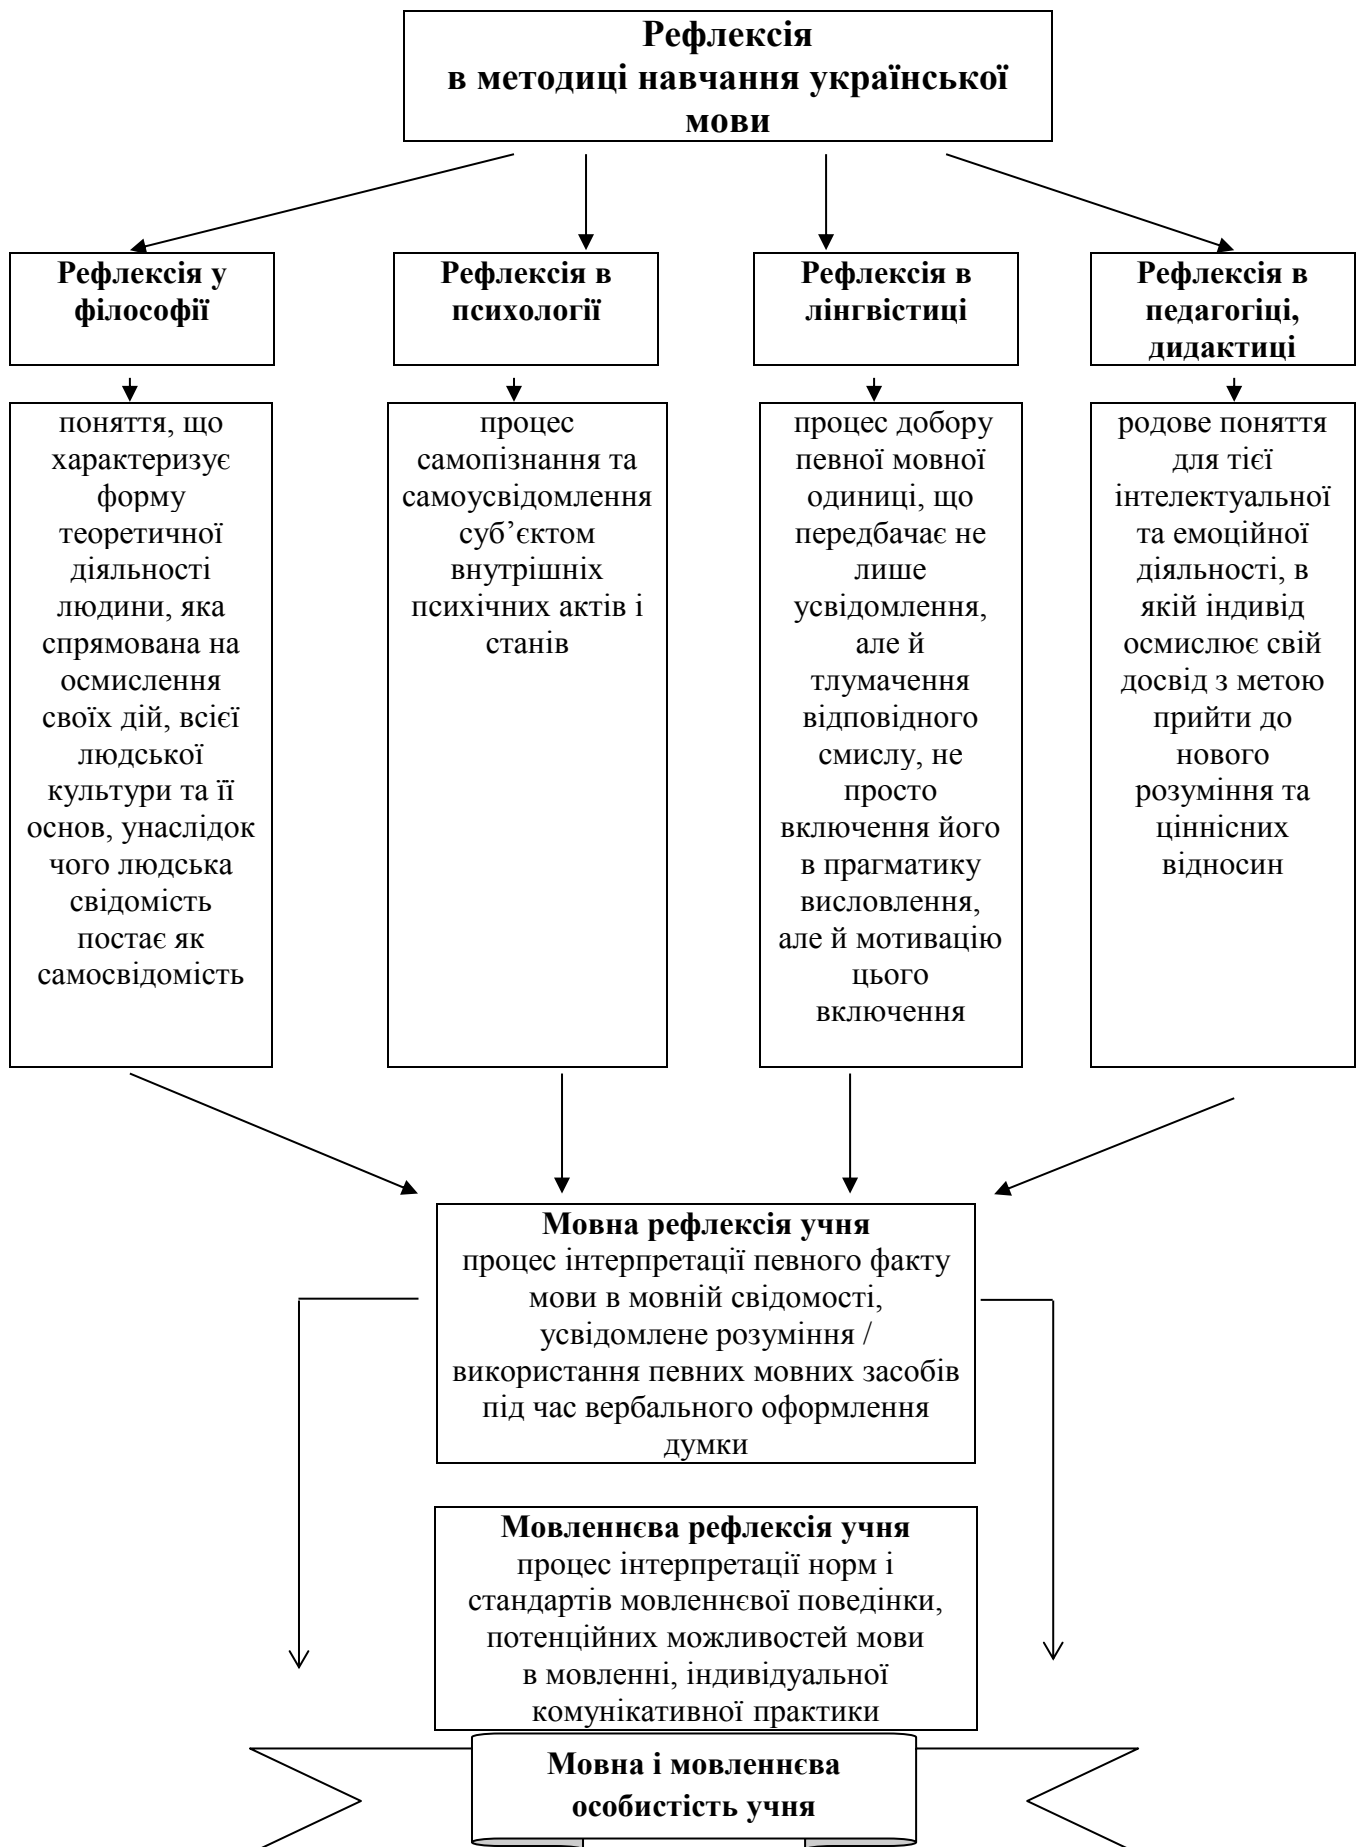 Рефлексія
в методиці навчання української
мови
Рефлексія у
філософії
Рефлексія в
психології
Рефлексія в
лінгвістиці
Рефлексія в
педагогіці,
дидактиці
поняття, що
характеризує
форму
теоретичної
діяльності
людини, яка
спрямована на
осмислення
своїх дій, всієї
людської
культури та її
основ, унаслідок
чого людська
свідомість
постає як
самосвідомість
процес
самопізнання та
самоусвідомлення
суб’єктом
внутрішніх
психічних актів і
станів
процес добору
певної мовної
одиниці, що
передбачає не
лише
усвідомлення,
але й
тлумачення
відповідного
смислу, не
просто
включення його
в прагматику
висловлення,
але й мотивацію
цього
включення
родове поняття
для тієї
інтелектуальної
та емоційної
діяльності, в
якій індивід
осмислює свій
досвід з метою
прийти до
нового
розуміння та
ціннісних
відносин
Мовна рефлексія учня
процес інтерпретації певного факту
мови в мовній свідомості,
усвідомлене розуміння /
використання певних мовних засобів
під час вербального оформлення
думки
Мовленнєва рефлексія учня
процес інтерпретації норм і
стандартів мовленнєвої поведінки,
потенційних можливостей мови
в мовленні, індивідуальної
комунікативної практики
Мовна і мовленнєва
особистість учня